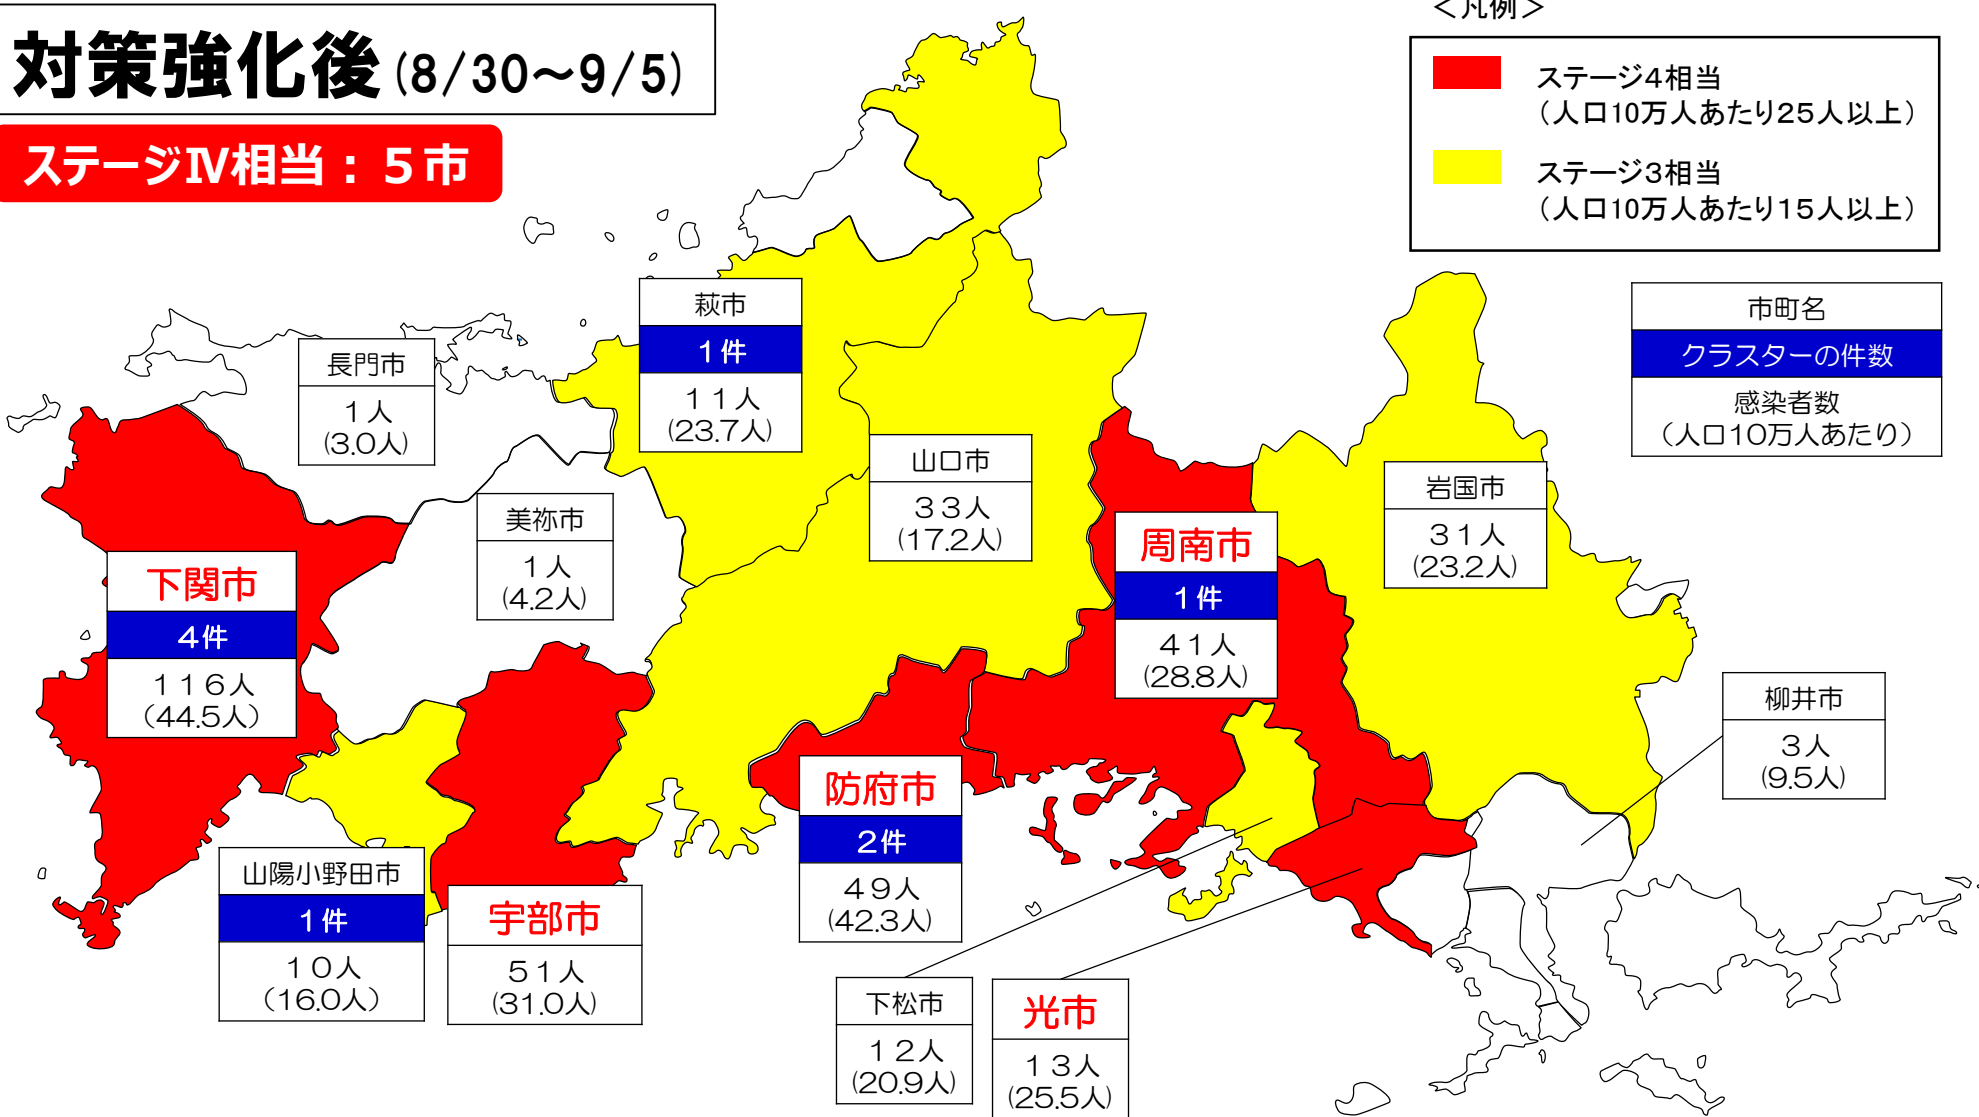 対策強化後(8/30～9/5)
ステージⅣ相当：５市
＜凡例＞
ステージ4相当
（人口10万人あたり25人以上）
ステージ3相当
（人口10万人あたり15人以上）
市町名
クラスターの件数
感染者数
（人口10万人あたり）
萩市
1件
11人
(23.7人)
長門市
1人
(3.0人)
山口市
33人
(17.2人)
岩国市
31人
(23.2人)
美祢市
1人
(4.2人)
周南市
1件
41人
(28.8人)
下関市
4件
116人
（44.5人）
柳井市
3人
(9.5人)
防府市
2件
49人
(42.3人)
山陽小野田市
1件
10人
（16.0人）
宇部市
51人
(31.0人)
下松市
12人
(20.9人)
光市
13人
(25.5人)